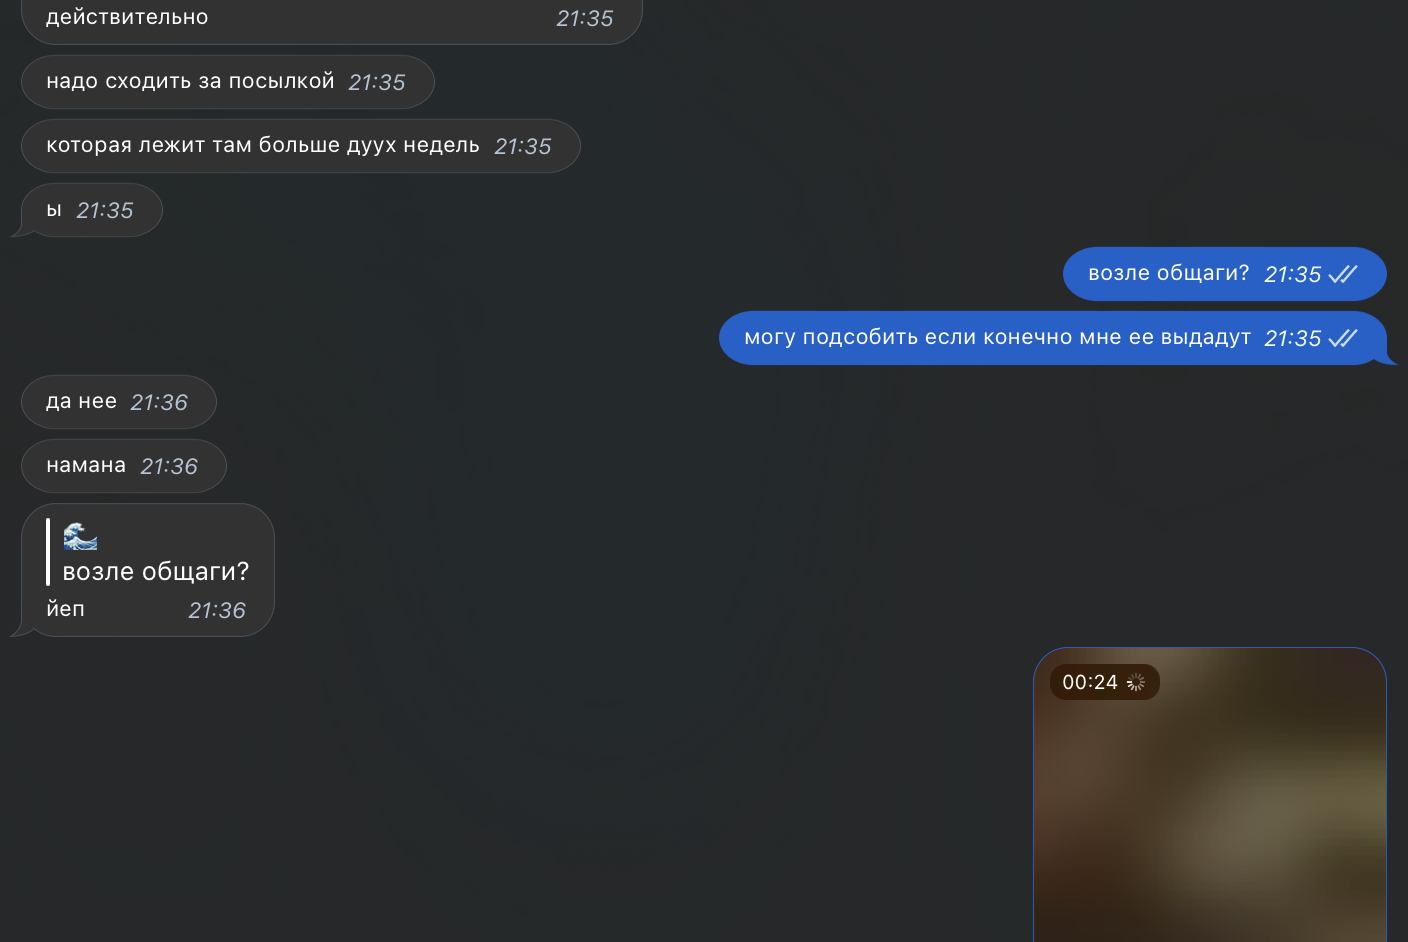 действительно 21:35
надо сходить за посылкой 21:35
которая лежит там больше дуух недель 21:35
ы 21:35
возле общаги? 21:35
могу подсобить если конечно мне ее выдадут 21:35
да нее 21:36
намана 21:36
🌊
возле общаги?
йеп 21:36
00:24